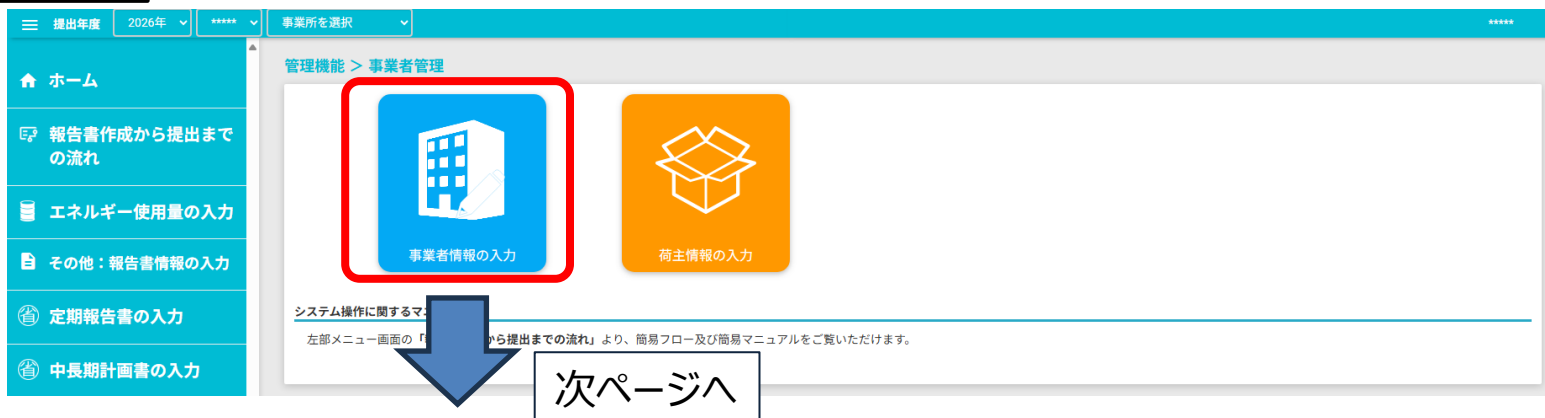 提出年度 2026年 ***** 事業所を選択 *****
ホーム
報告書作成から提出まで
の流れ
エネルギー使用量の入力
その他：報告書情報の入力
定期報告書の入力
中長期計画書の入力
管理機能 ＞ 事業者管理
事業者情報の入力
荷主情報の入力
システム操作に関するマ
左部メニュー画面の「 から提出までの流れ」より、簡易フロー及び簡易マニュアルをご覧いただけます。
次ページへ